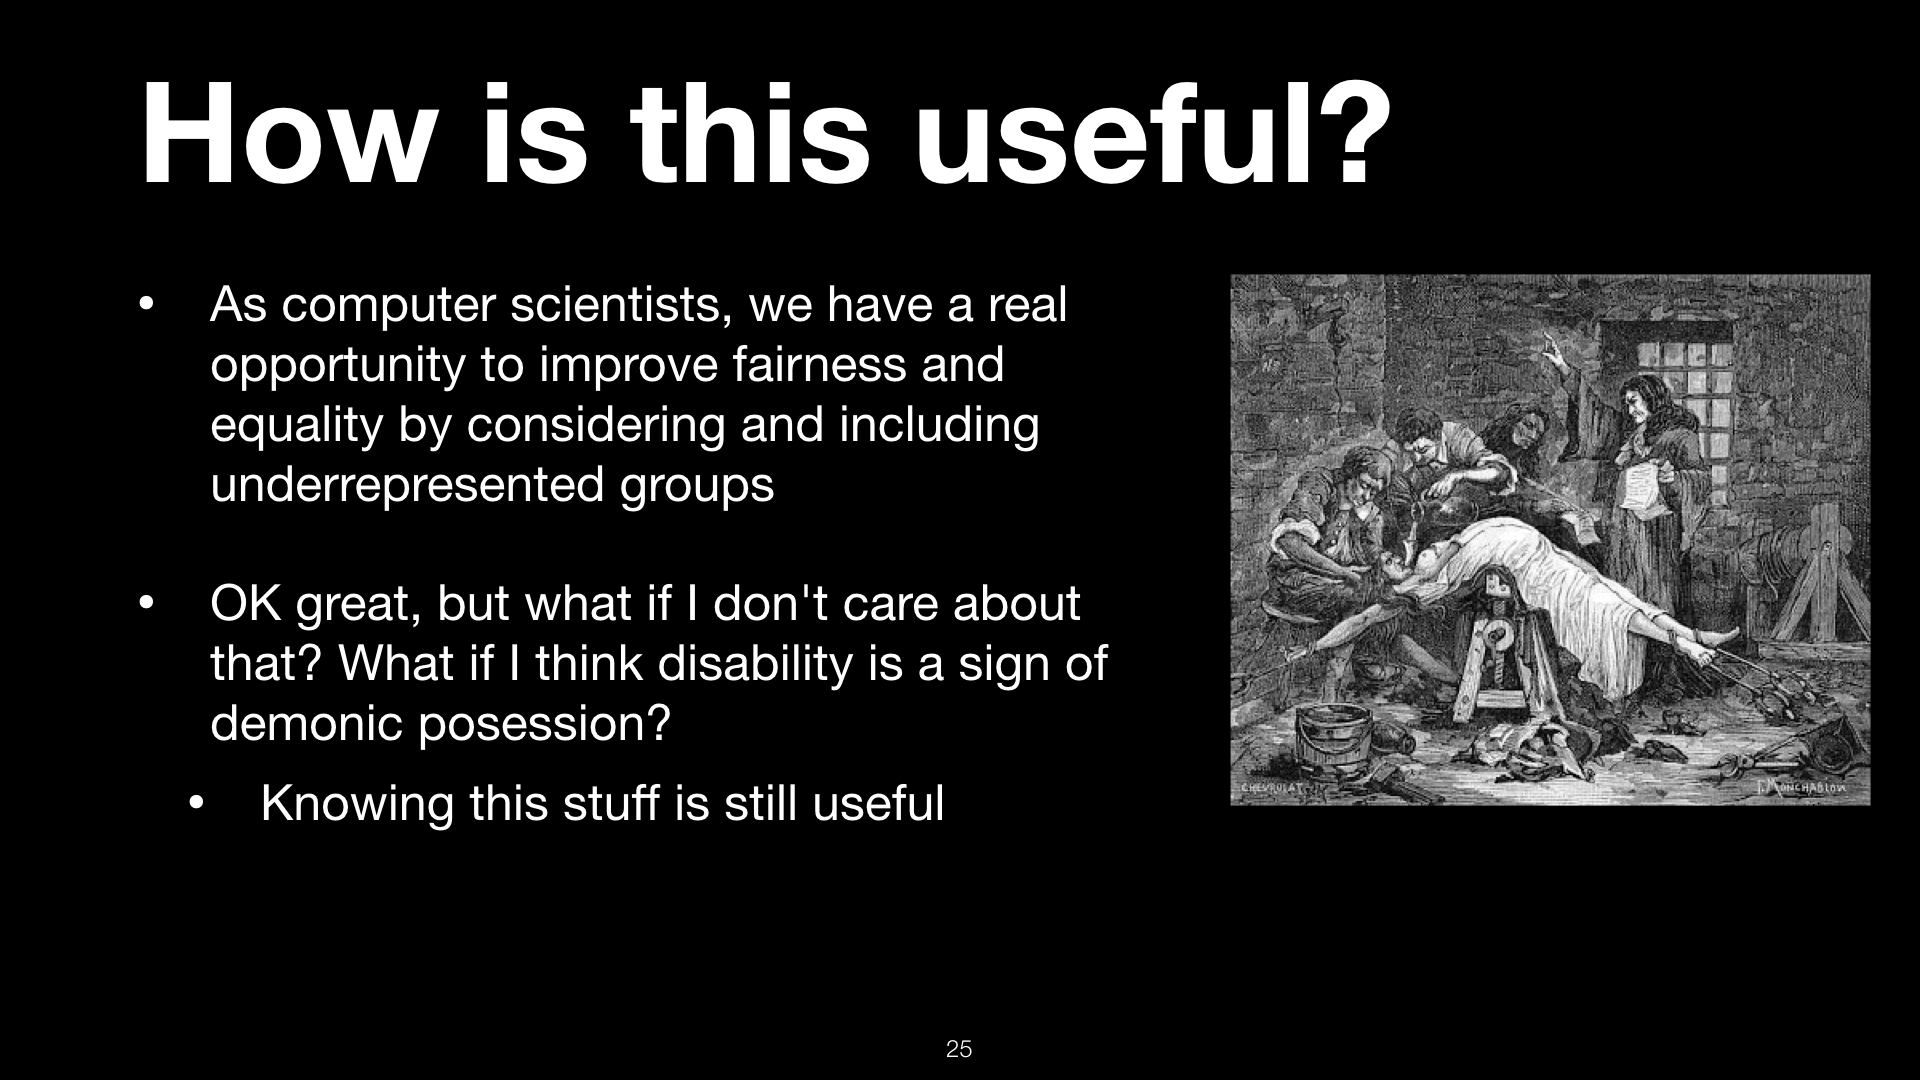 How is this useful?
• As computer scientists, we have a real
opportunity to improve fairness and
equality by considering and including
underrepresented groups
• OK great, but what if I don't care about
that? What if I think disability is a sign of
demonic posession?
• Knowing this stuff is still useful
CHEVRULAT
MONCHABLON
25